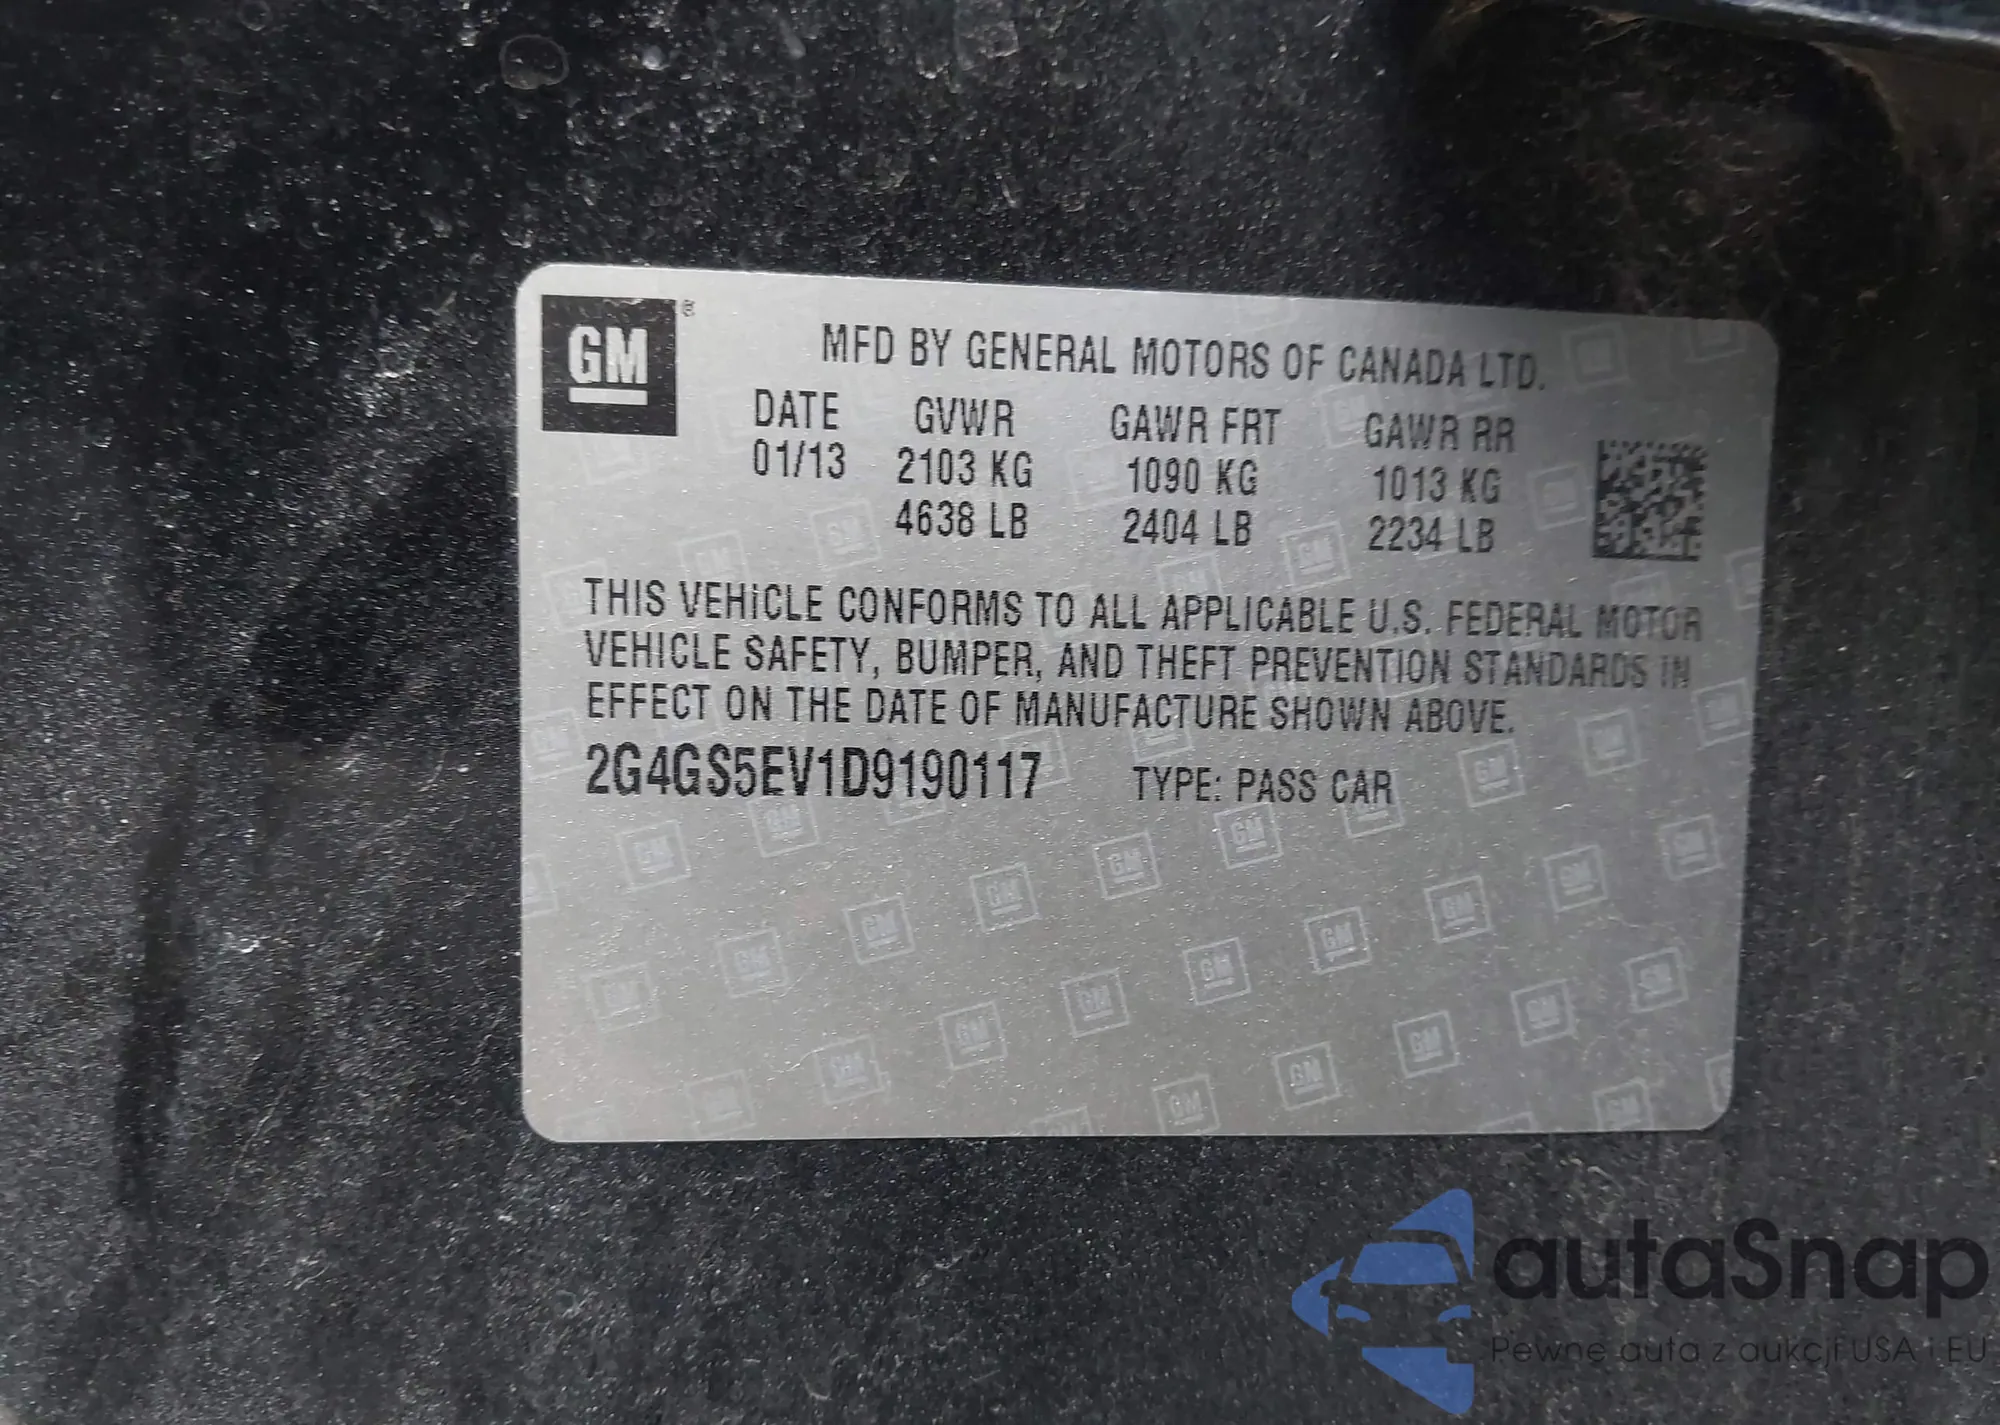 GM ®
MFD BY GENERAL MOTORS OF CANADA LTD.
DATE GVWR GAWR FRT GAWR RR
01/13 2103 KG 1090 KG 1013 KG
4638 LB 2404 LB 2234 LB
THIS VEHICLE CONFORMS TO ALL APPLICABLE U.S. FEDERAL MOTOR
VEHICLE SAFETY, BUMPER, AND THEFT PREVENTION STANDARDS IN
EFFECT ON THE DATE OF MANUFACTURE SHOWN ABOVE.
2G4GS5EV1D9190117 TYPE: PASS CAR
autaSnap
Pewne auta z aukcji USA i EU